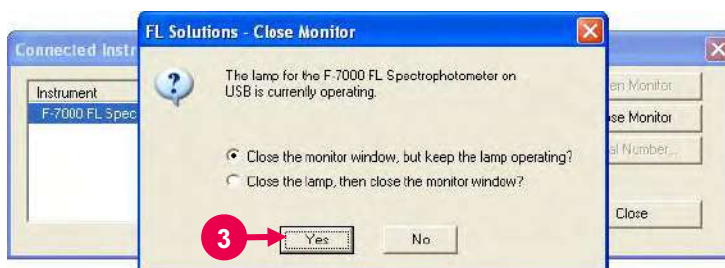 FL Solutions - Close Monitor
Connected Instr
The lamp for the F-7000 FL Spectrophotometer on
USB is currently operating.
Instrument
F-7000 FL Spec
en Monitor
ose Monitor
al Number...
Close the monitor window, but keep the lamp operating?
Close the lamp, then close the monitor window?
Close
3
Yes
No